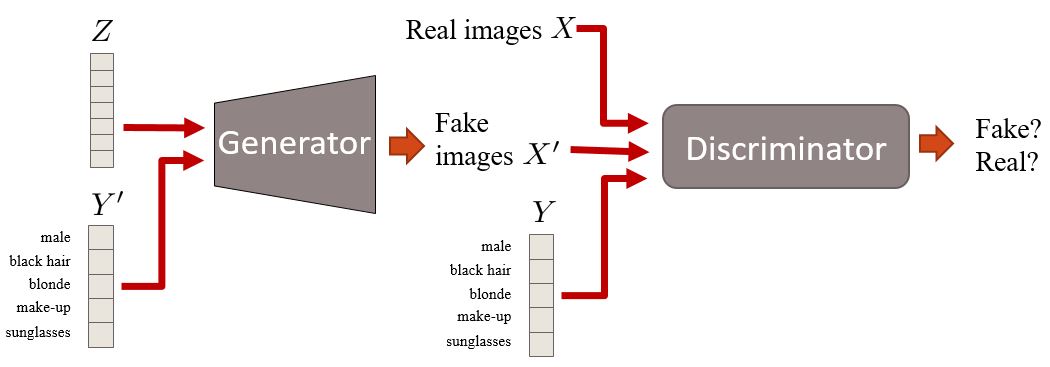 Z
Generator
Y′
male
black hair
blonde
make-up
sunglasses
Fake
images X′
Real images X
Y
male
black hair
blonde
make-up
sunglasses
Discriminator
Fake?
Real?